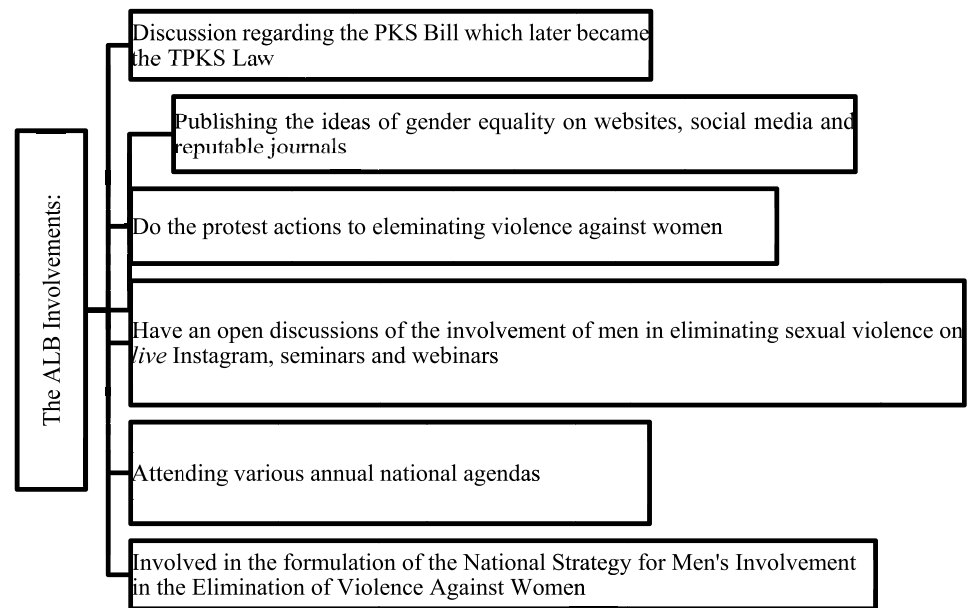 The ALB Involvements:
Discussion regarding the PKS Bill which later became
the TPKS Law
Publishing the ideas of gender equality on websites, social media and
reputable journals
Do the protest actions to eleminating violence against women
Have an open discussions of the involvement of men in eliminating sexual violence on
live Instagram, seminars and webinars
Attending various annual national agendas
Involved in the formulation of the National Strategy for Men's Involvement
in the Elimination of Violence Against Women